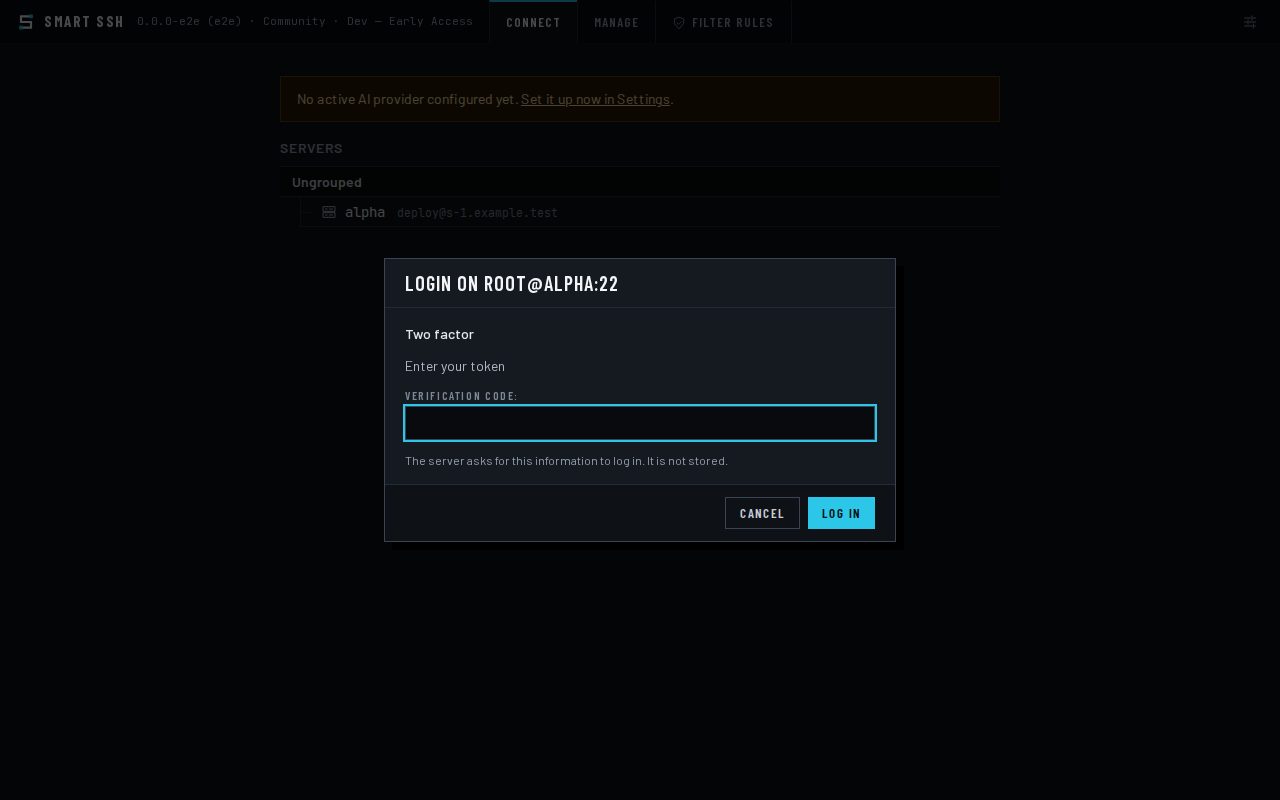 SMART SSH 0.0.0-e2e (e2e) · Community · Dev — Early Access CONNECT MANAGE FILTER RULES
No active AI provider configured yet. Set it up now in Settings.
SERVERS
Ungrouped
alpha deploy@s-1.example.test
LOGIN ON ROOT@ALPHA:22
Two factor
Enter your token
VERIFICATION CODE:
The server asks for this information to log in. It is not stored.
CANCEL LOG IN